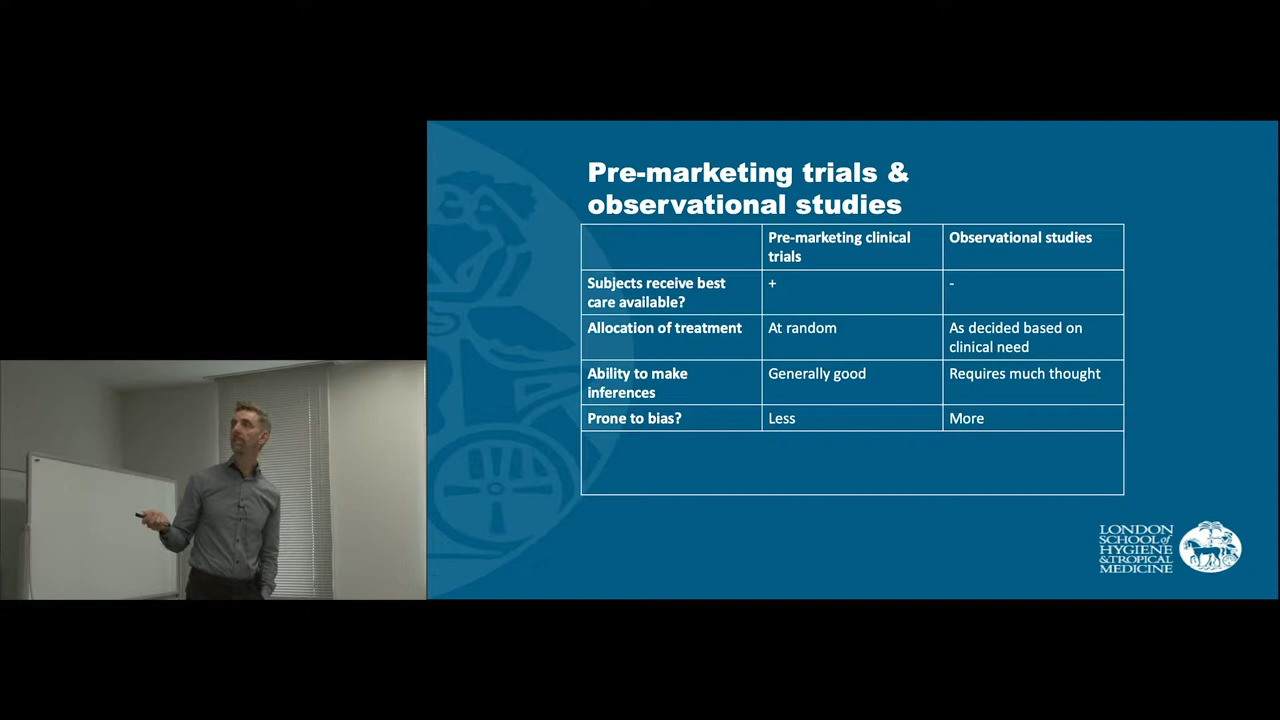 Pre-marketing trials &
observational studies
Pre-marketing clinical
trials
Observational studies
Subjects receive best
care available?
+
-
Allocation of treatment
At random
As decided based on
clinical need
Ability to make
inferences
Generally good
Requires much thought
Prone to bias?
Less
More
LONDON
SCHOOL of
HYGIENE
& TROPICAL
MEDICINE